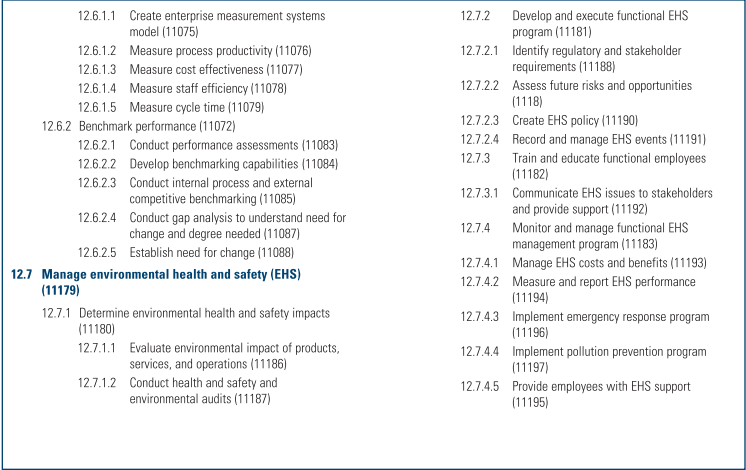 12.6.1.1 Create enterprise measurement systems
model (11075)
12.6.1.2 Measure process productivity (11076)
12.6.1.3 Measure cost effectiveness (11077)
12.6.1.4 Measure staff efficiency (11078)
12.6.1.5 Measure cycle time (11079)
12.6.2 Benchmark performance (11072)
12.6.2.1 Conduct performance assessments (11083)
12.6.2.2 Develop benchmarking capabilities (11084)
12.6.2.3 Conduct internal process and external
competitive benchmarking (11085)
12.6.2.4 Conduct gap analysis to understand need for
change and degree needed (11087)
12.6.2.5 Establish need for change (11088)
12.7 Manage environmental health and safety (EHS)
(11179)
12.7.1 Determine environmental health and safety impacts
(11180)
12.7.1.1 Evaluate environmental impact of products,
services, and operations (11186)
12.7.1.2 Conduct health and safety and
environmental audits (11187)
12.7.2 Develop and execute functional EHS
program (11181)
12.7.2.1 Identify regulatory and stakeholder
requirements (11188)
12.7.2.2 Assess future risks and opportunities
(1118)
12.7.2.3 Create EHS policy (11190)
12.7.2.4 Record and manage EHS events (11191)
12.7.3 Train and educate functional employees
(11182)
12.7.3.1 Communicate EHS issues to stakeholders
and provide support (11192)
12.7.4 Monitor and manage functional EHS
management program (11183)
12.7.4.1 Manage EHS costs and benefits (11193)
12.7.4.2 Measure and report EHS performance
(11194)
12.7.4.3 Implement emergency response program
(11196)
12.7.4.4 Implement pollution prevention program
(11197)
12.7.4.5 Provide employees with EHS support
(11195)